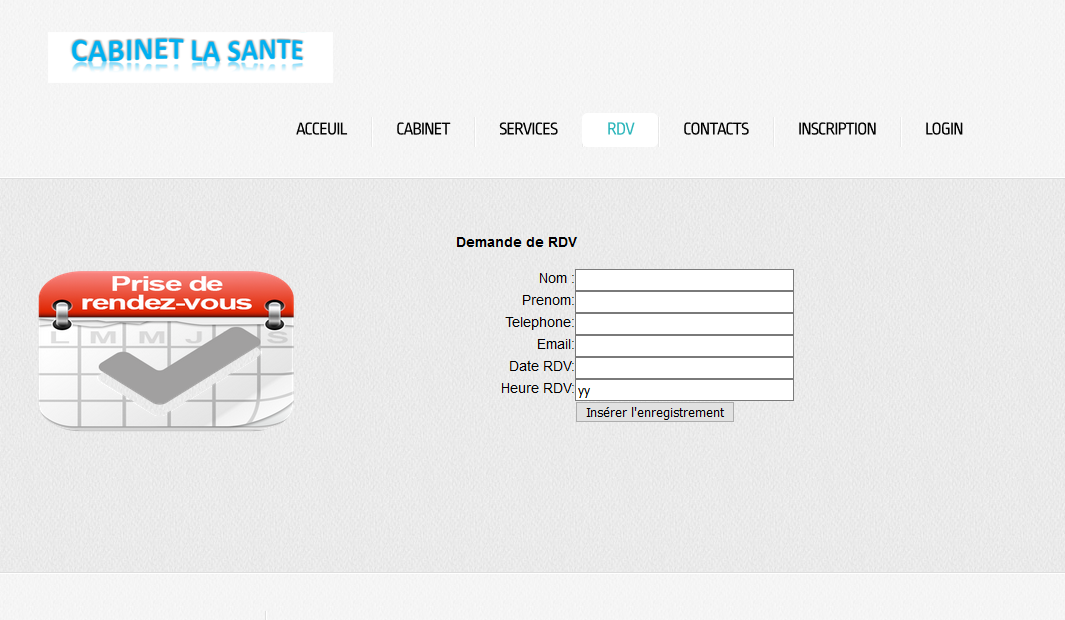 CABINET LA SANTE
ACCEUIL CABINET SERVICES RDV CONTACTS INSCRIPTION LOGIN
Prise de
rendez-vous
L M M J S
Demande de RDV
Nom :
Prenom:
Telephone:
Email:
Date RDV:
Heure RDV: yy
Insérer l'enregistrement